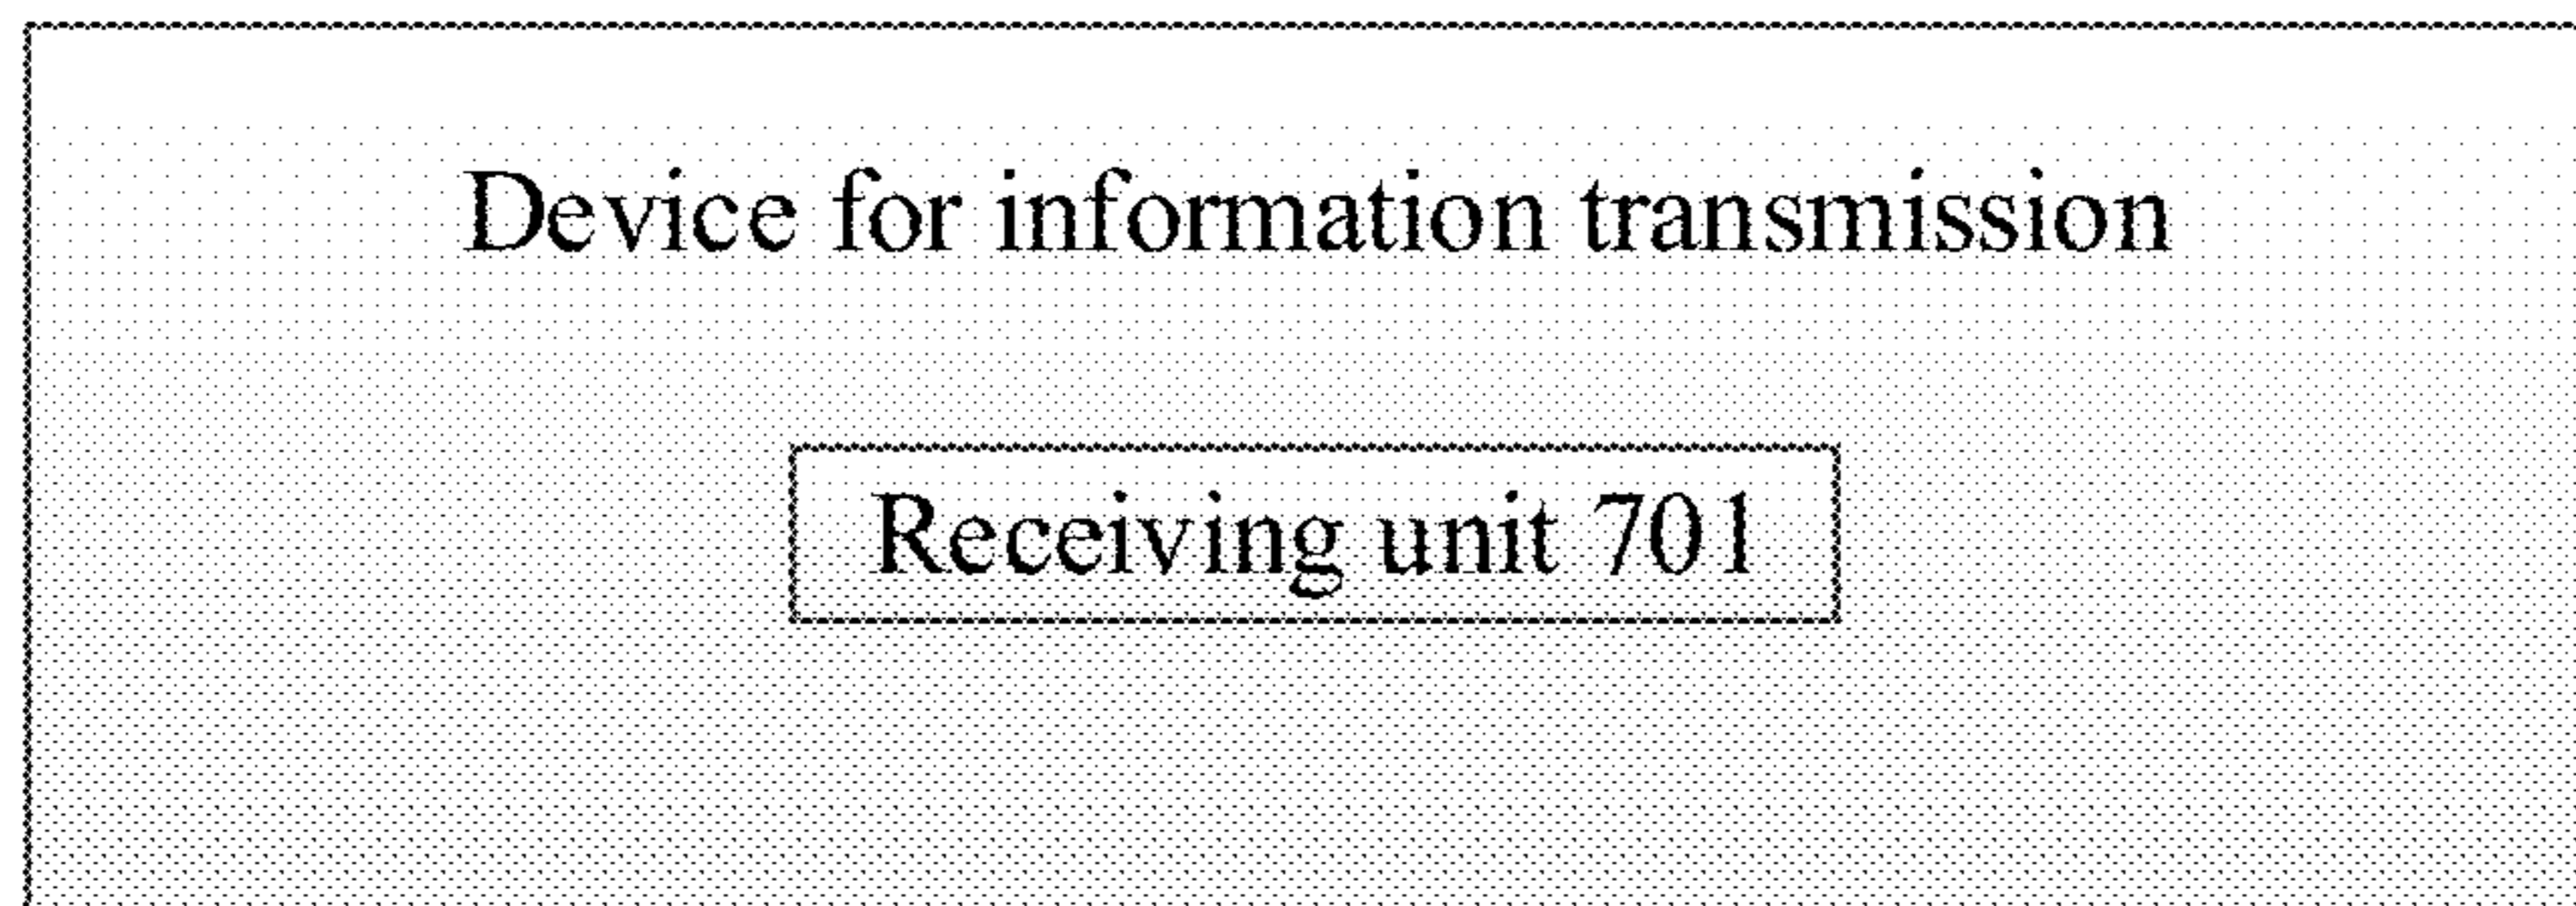 Device for information transmission
Receiving unit 701